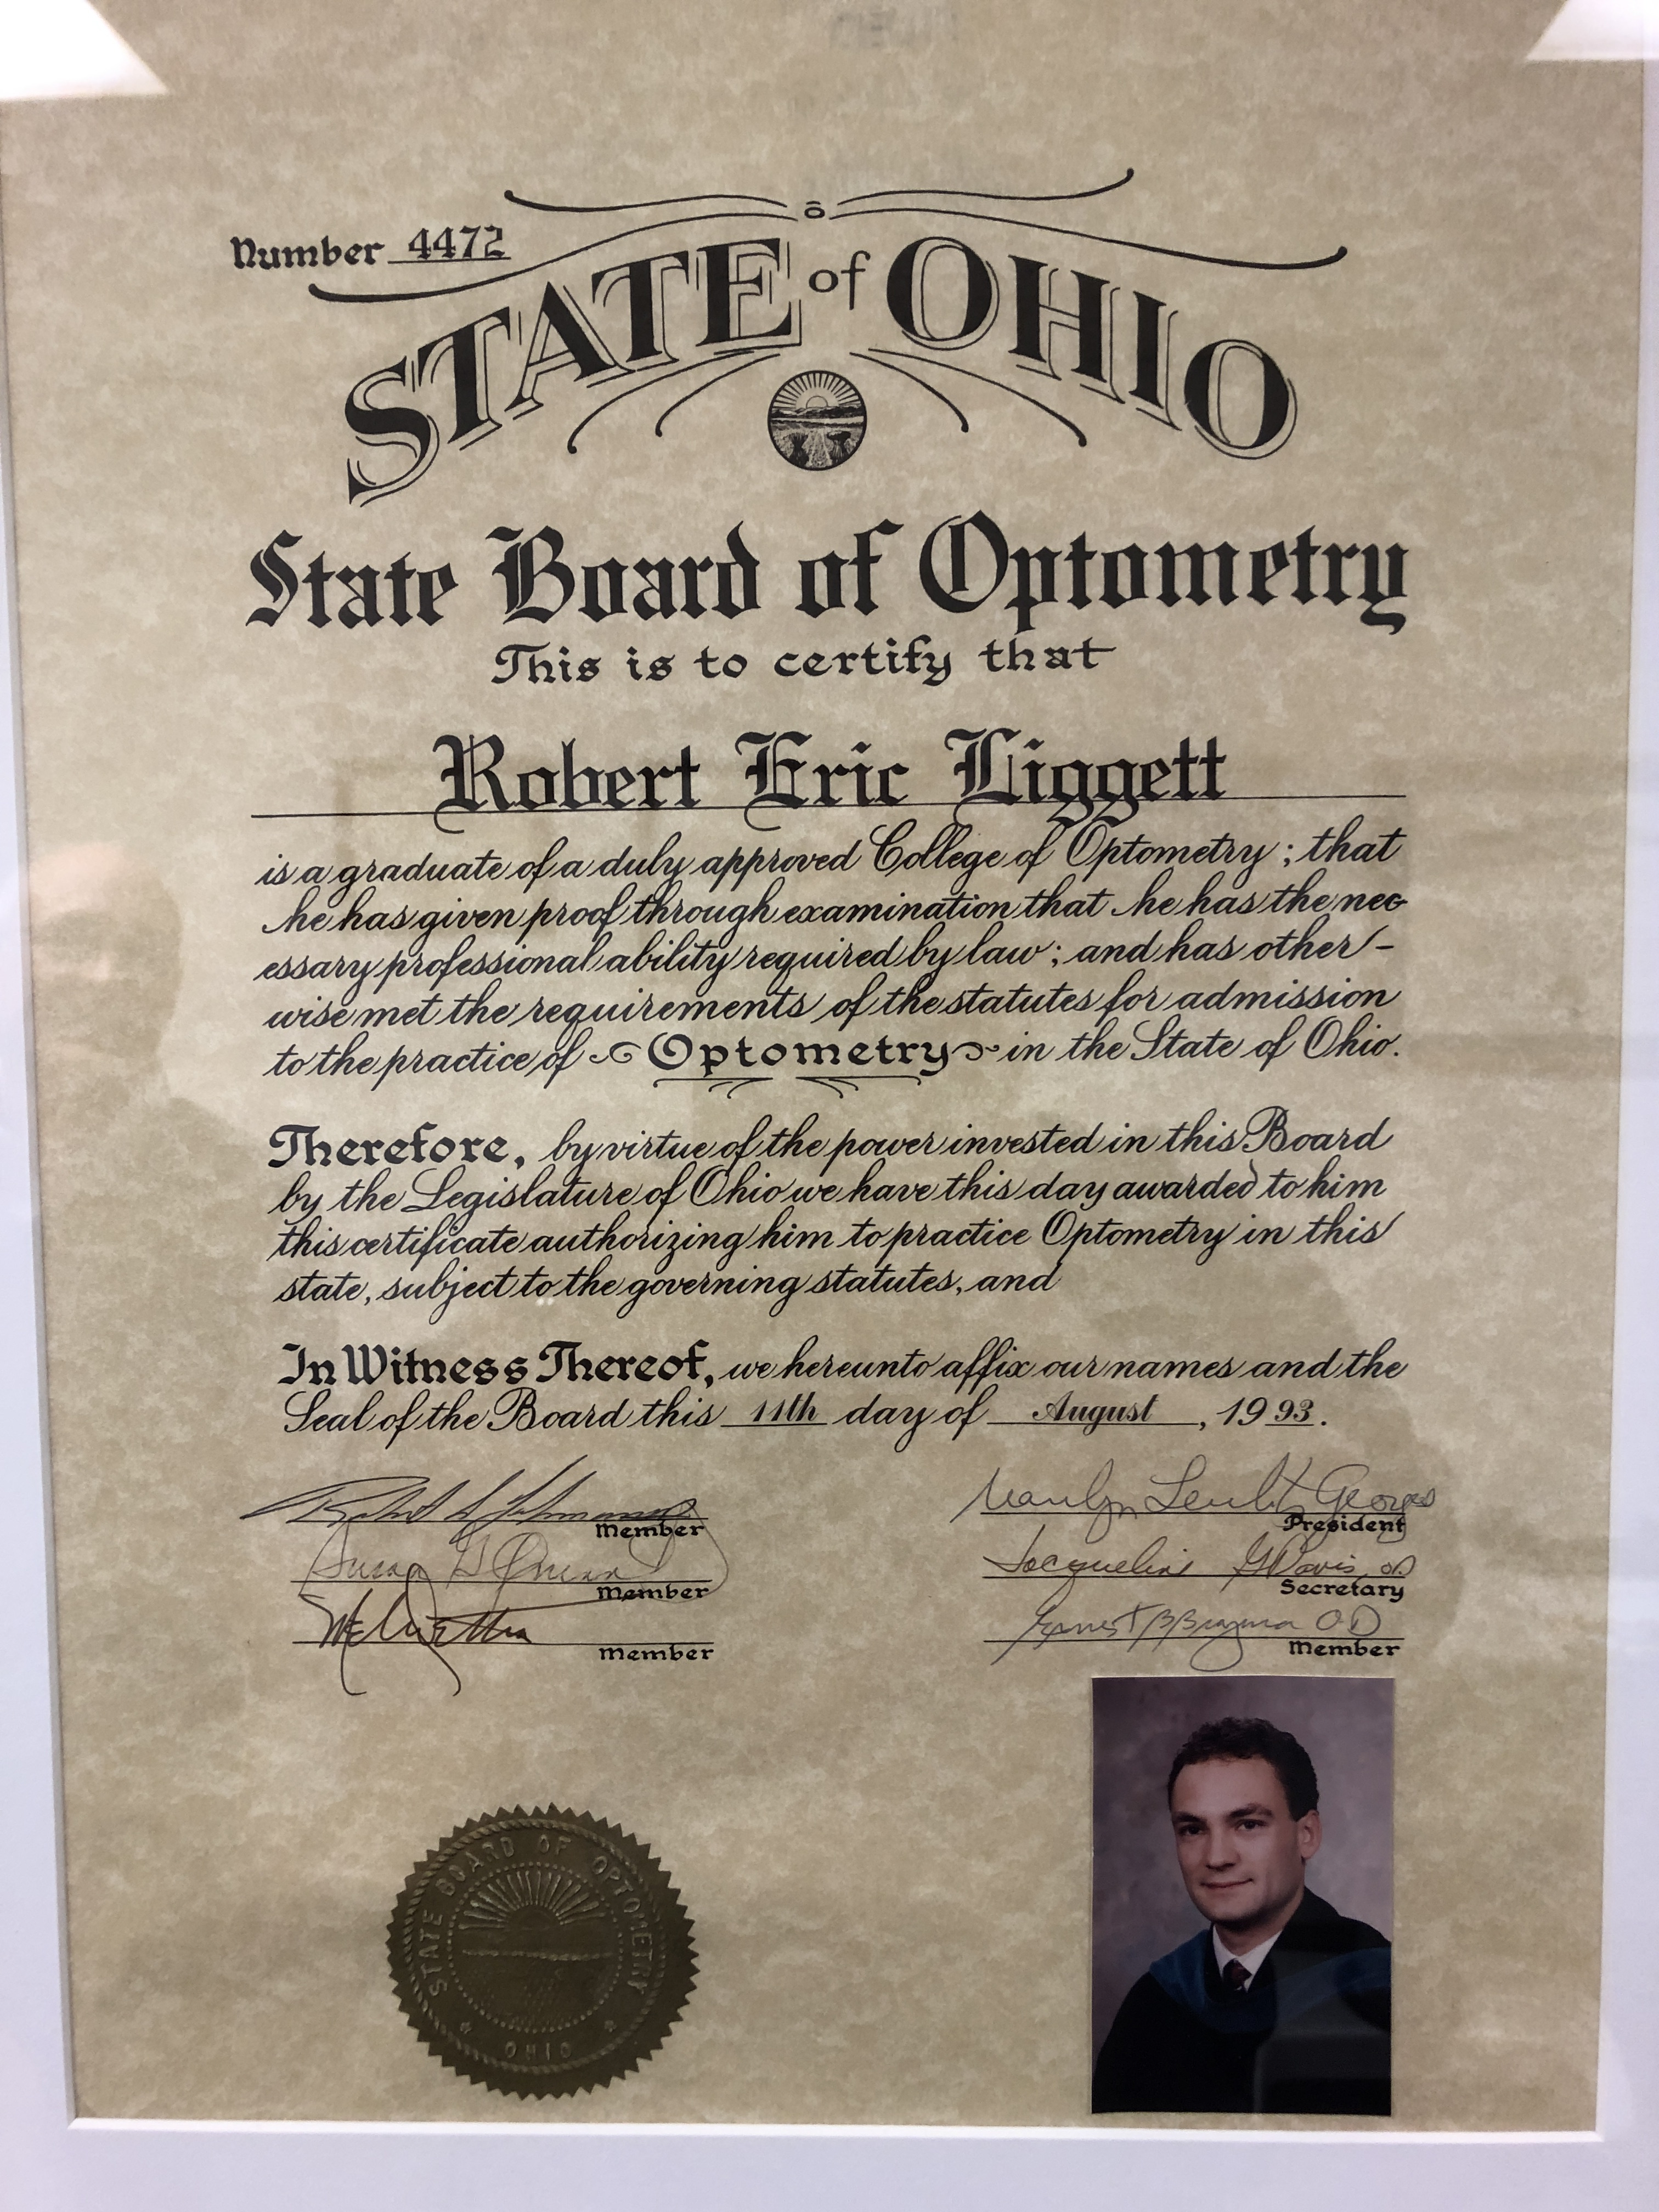 Number 4472
STATE of OHIO
State Board of Optometry
This is to certify that
Robert Eric Liggett
is a graduate of a duly approved College of Optometry; that
he has given proof through examination that he has the nec-
essary professional ability required by law; and has other-
wise met the requirements of the statutes for admission
to the practice of Optometry in the State of Ohio.
Therefore, by virtue of the power invested in this Board
by the Legislature of Ohio we have this day awarded to him
this certificate authorizing him to practice Optometry in this
state, subject to the governing statutes, and
In Witness Thereof, we hereunto affix our names and the
Seal of the Board this 11th day of August, 1993.
Member
President
Susan
Member
Jacqueline G Davis, OD
Secretary
Member
Ernest OD
Member
STATE BOARD OF OPTOMETRY
OHIO